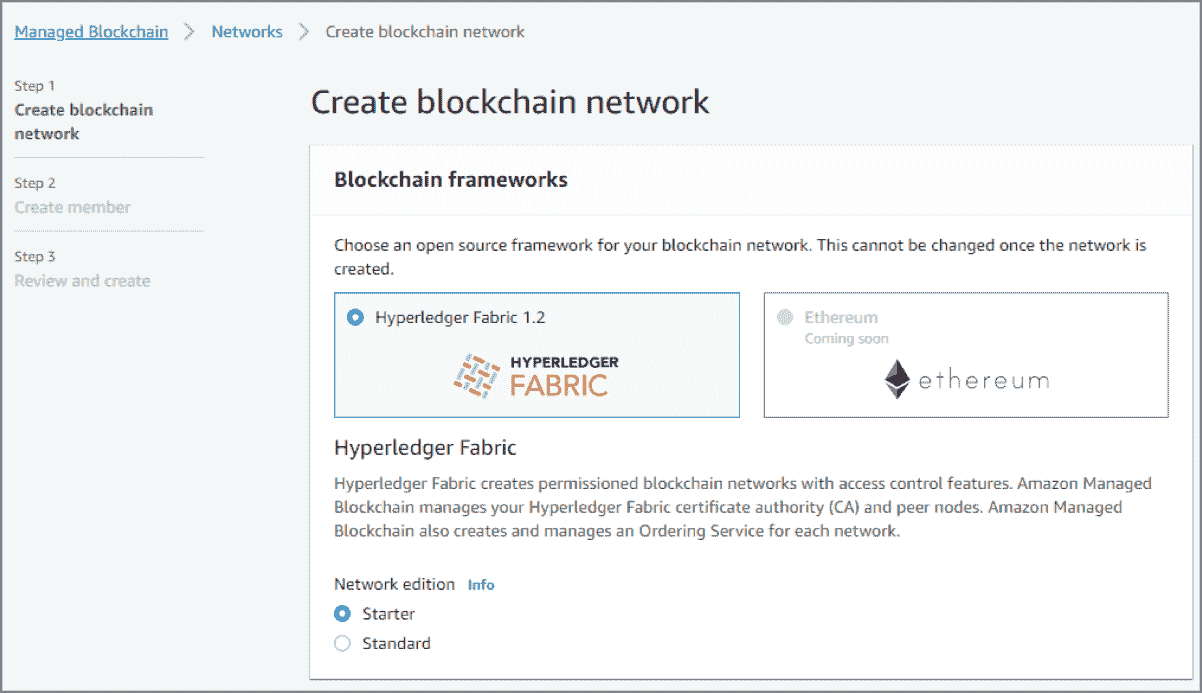 Managed Blockchain > Networks > Create blockchain network
Step 1
Create blockchain
network
Step 2
Create member
Step 3
Review and create
Create blockchain network
Blockchain frameworks
Choose an open source framework for your blockchain network. This cannot be changed once the network is
created.
Hyperledger Fabric 1.2
HYPERLEDGER
FABRIC
Ethereum
Coming soon
ethereum
Hyperledger Fabric
Hyperledger Fabric creates permissioned blockchain networks with access control features. Amazon Managed
Blockchain manages your Hyperledger Fabric certificate authority (CA) and peer nodes. Amazon Managed
Blockchain also creates and manages an Ordering Service for each network.
Network edition Info
Starter
Standard